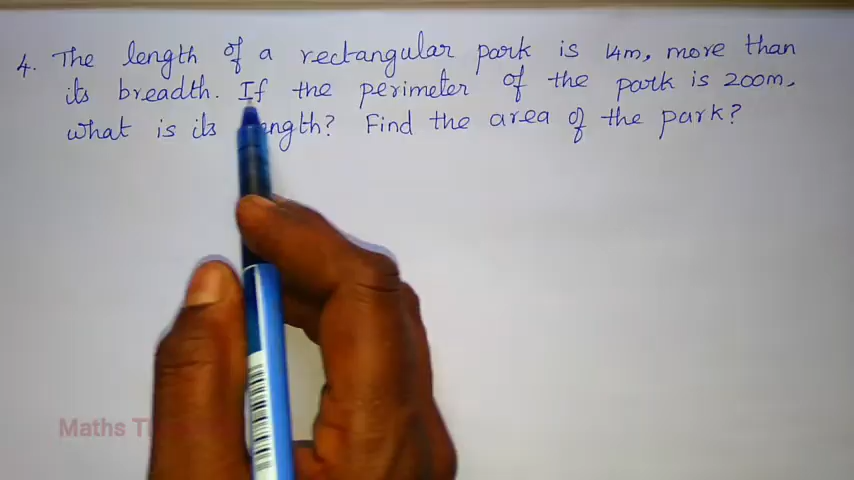 4. The length of a rectangular park is 14m, more than
its breadth. If the perimeter of the park is 200m,
what is its length? Find the area of the park?
Maths